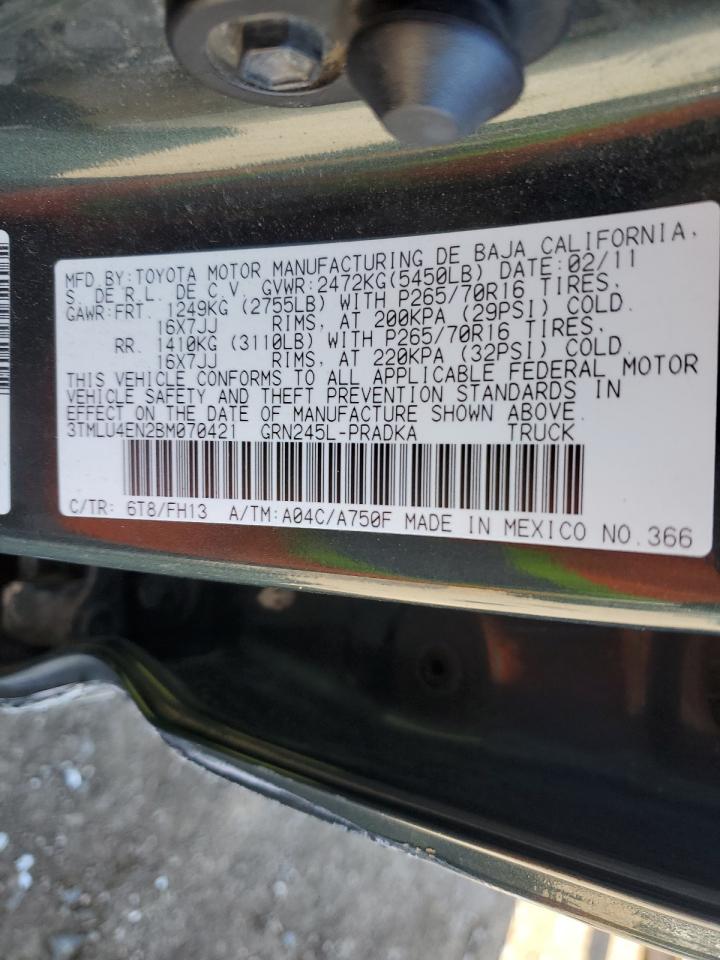 MFD.BY:TOYOTA MOTOR MANUFACTURING DE BAJA CALIFORNIA,
S. DE R.L. DE C.V. GVWR:2472KG(5450LB) DATE:02/11
GAWR:FRT. 1249KG (2755LB) WITH P265/70R16 TIRES,
16X7JJ RIMS, AT 200KPA (29PSI) COLD.
RR. 1410KG (3110LB) WITH P265/70R16 TIRES,
16X7JJ RIMS, AT 220KPA (32PSI) COLD.
THIS VEHICLE CONFORMS TO ALL APPLICABLE FEDERAL MOTOR
VEHICLE SAFETY AND THEFT PREVENTION STANDARDS IN
EFFECT ON THE DATE OF MANUFACTURE SHOWN ABOVE.
3TMLU4EN2BM070421 GRN245L-PRADKA TRUCK
C/TR: 6T8/FH13 A/TM:A04C/A750F MADE IN MEXICO NO.366